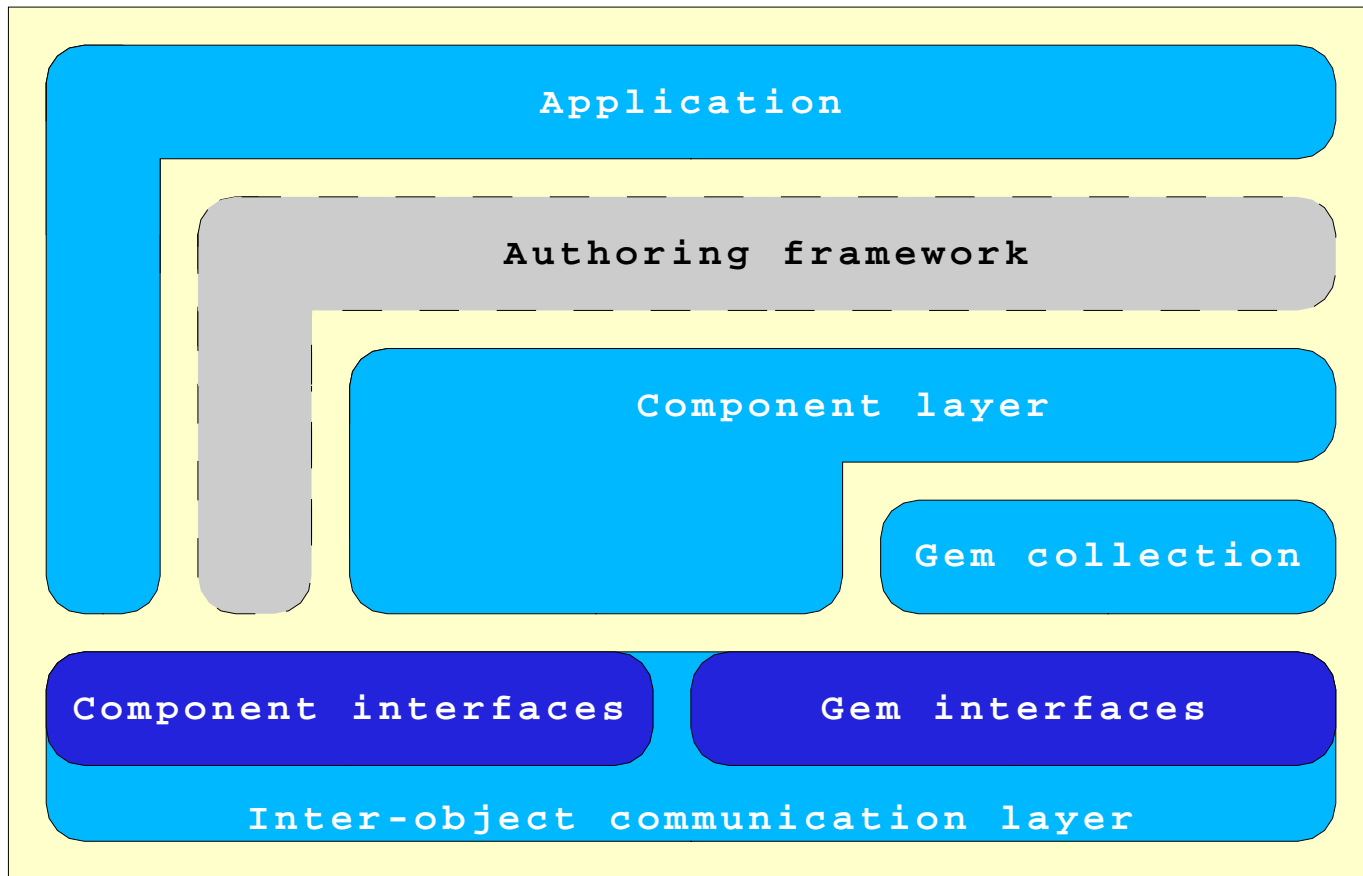 Application
Authoring framework
Component layer
Gem collection
Component interfaces
Gem interfaces
Inter-object communication layer